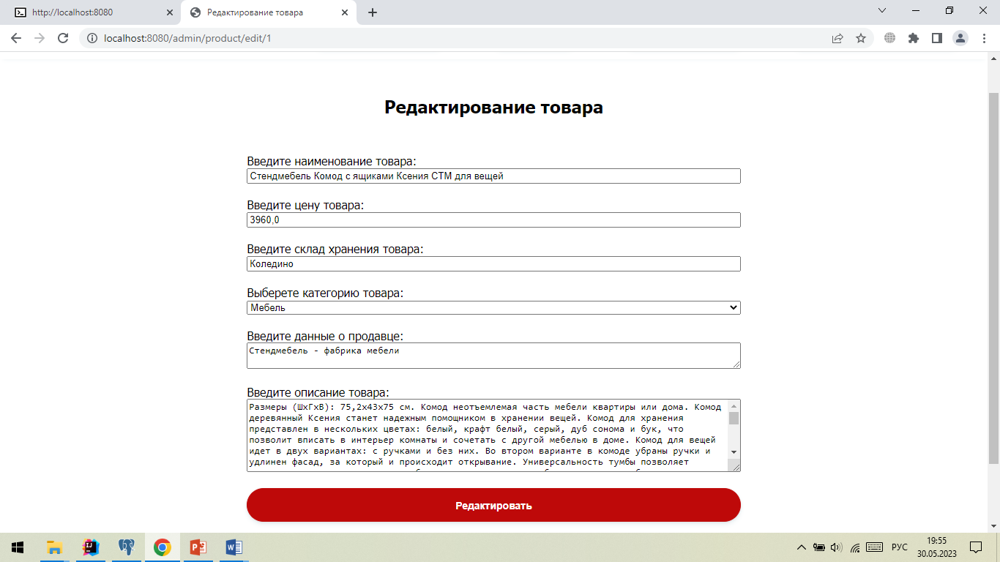 http://localhost:8080
Редактирование товара
localhost:8080/admin/product/edit/1
Редактирование товара
Введите наименование товара:
Стендмебель Комод с ящиками Ксения СТМ для вещей
Введите цену товара:
3960,0
Введите склад хранения товара:
Коледино
Выберете категорию товара:
Мебель
Введите данные о продавце:
Стендмебель - фабрика мебели
Введите описание товара:
Размеры (ШхГхВ): 75,2х43х75 см. Комод неотъемлемая часть мебели квартиры или дома. Комод
деревянный Ксения станет надежным помощником в хранении вещей. Комод для хранения
представлен в нескольких цветах: белый, крафт белый, серый, дуб сонома и бук, что
позволит вписать в интерьер комнаты и сочетать с другой мебелью в доме. Комод для вещей
идет в двух вариантах: с ручками и без них. Во втором варианте в комоде убраны ручки и
удлинен фасад, за который и происходит открывание. Универсальность тумбы позволяет
Редактировать
РУС
19:55
30.05.2023